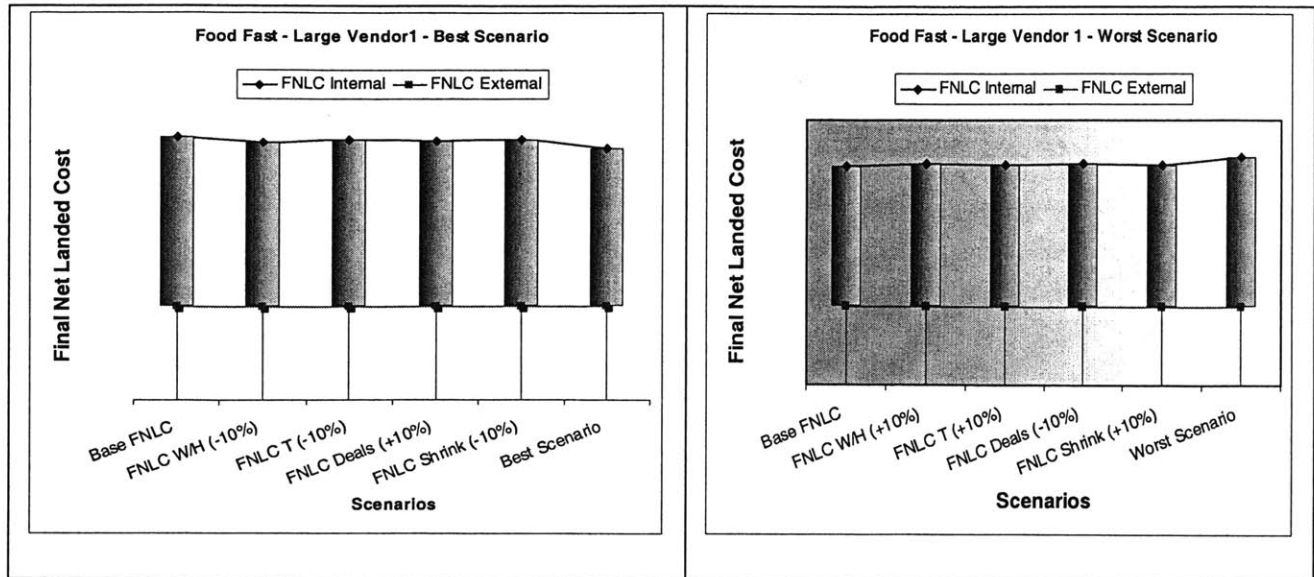 Food Fast - Large Vendor1 - Best Scenario
FNLC Internal FNLC External
Final Net Landed Cost
Base FNLC
FNLC W/H (-10%)
FNLC T (-10%)
FNLC Deals (+10%)
FNLC Shrink (-10%)
Best Scenario
Scenarios
Food Fast - Large Vendor 1 - Worst Scenario
FNLC Internal FNLC External
Final Net Landed Cost
Base FNLC
FNLC W/H (+10%)
FNLC T (+10%)
FNLC Deals (-10%)
FNLC Shrink (+10%)
Worst Scenario
Scenarios